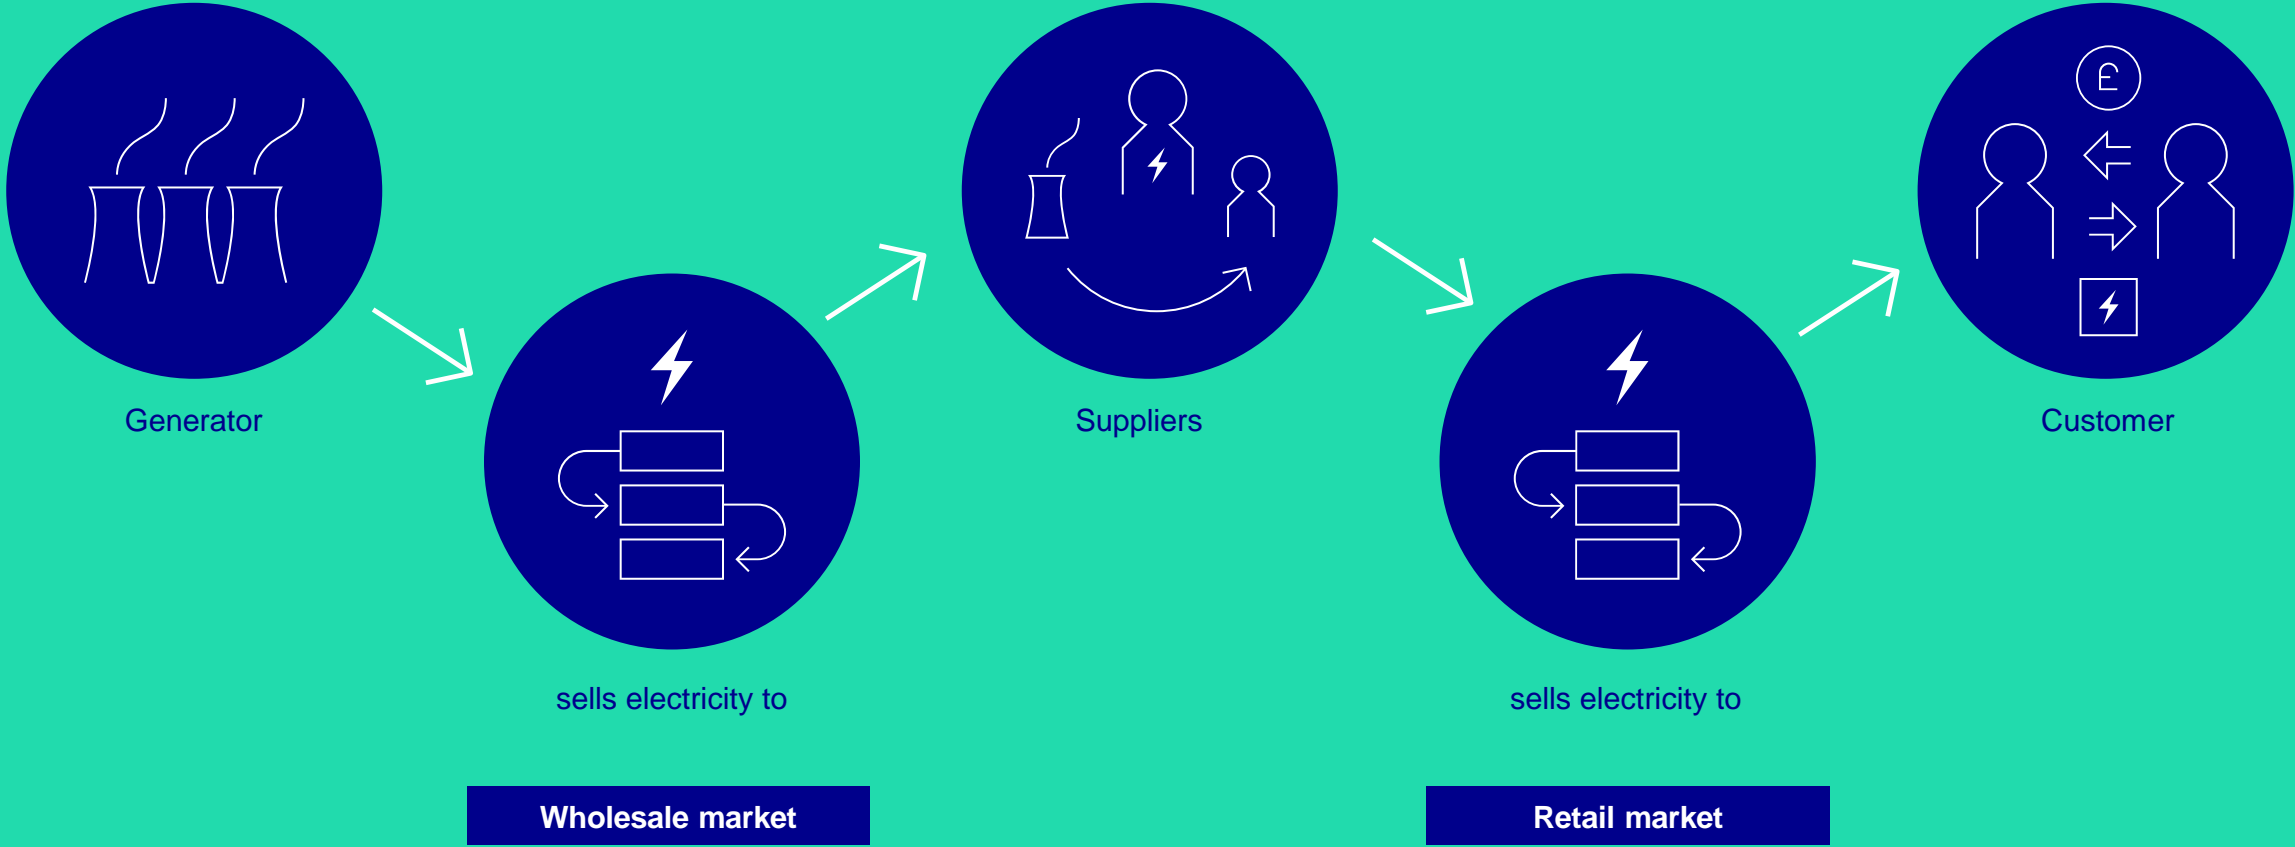 £
Generator
Suppliers
Customer
sells electricity to
sells electricity to
Wholesale market
Retail market